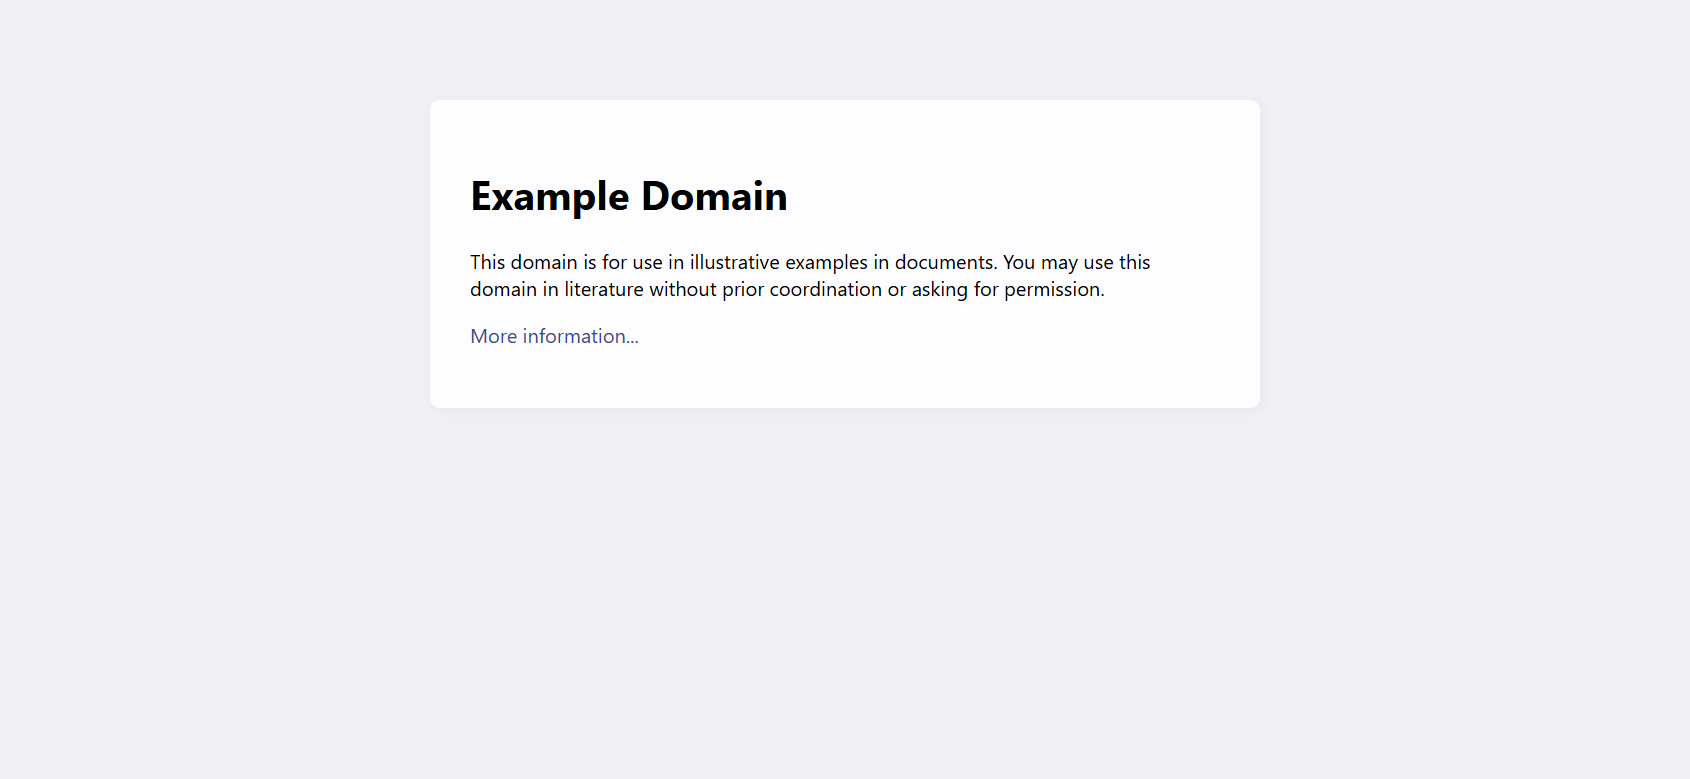 Example Domain
This domain is for use in illustrative examples in documents. You may use this
domain in literature without prior coordination or asking for permission.
More information...